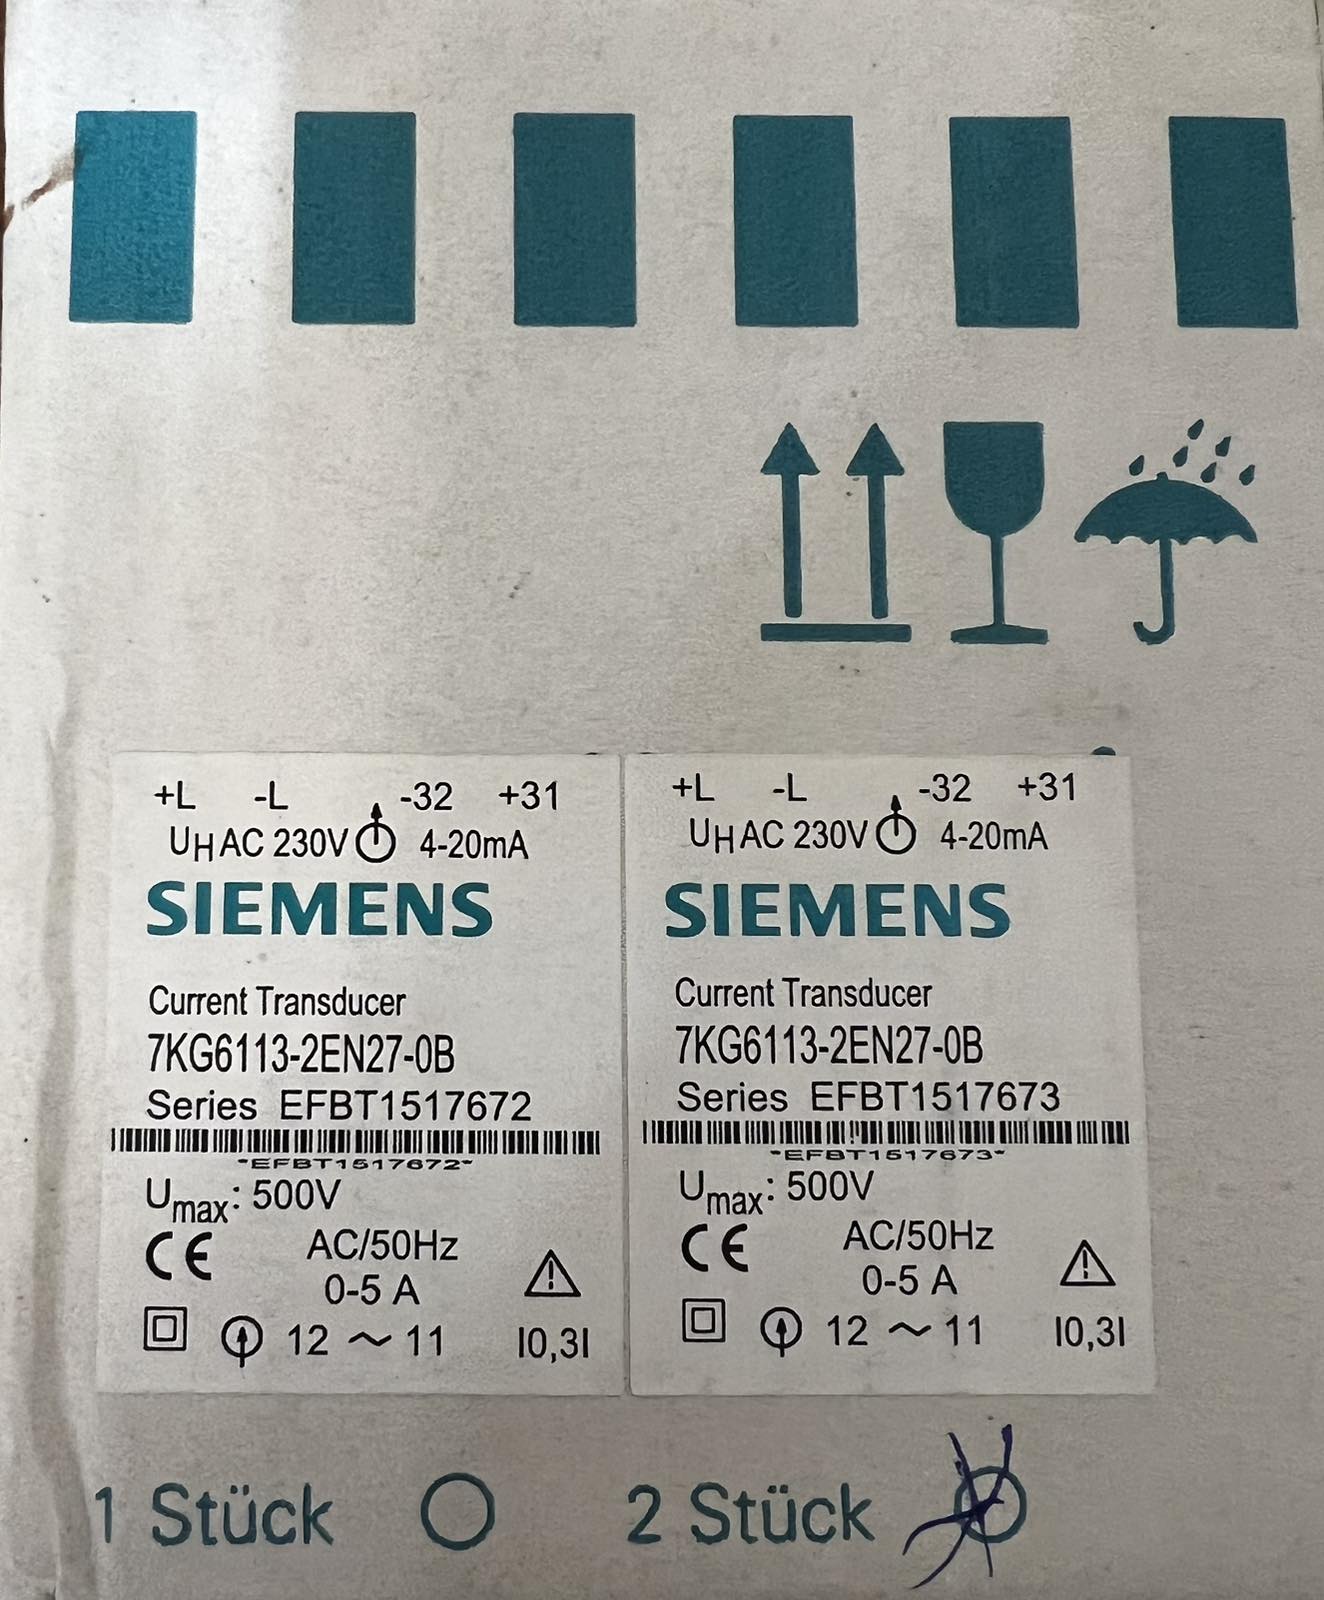 +L -L -32 +31
UH AC 230V 4-20mA
SIEMENS
Current Transducer
7KG6113-2EN27-0B
Series EFBT1517672
*EFBT1517672*
Umax: 500V
CE AC/50Hz
0-5 A
12 ~ 11 I0,3I
+L -L -32 +31
UH AC 230V 4-20mA
SIEMENS
Current Transducer
7KG6113-2EN27-0B
Series EFBT1517673
*EFBT1517673*
Umax: 500V
CE AC/50Hz
0-5 A
12 ~ 11 I0,3I
1 Stück 2 Stück